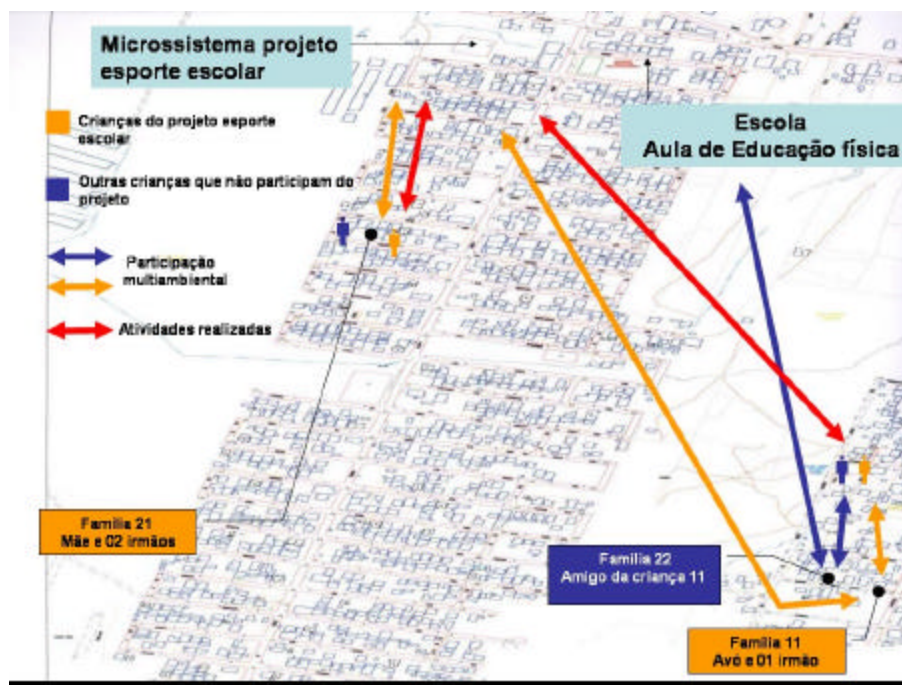 Microssistema projeto
esporte escolar
Crianças do projeto esporte
escolar
Escola
Aula de Educação física
Outras crianças que não participam do
projeto
Participação
multiambiental
Atividades realizadas
Família 21
Mãe e 02 irmãos
Família 22
Amigo da criança 11
Família 11
Avó e 01 irmão